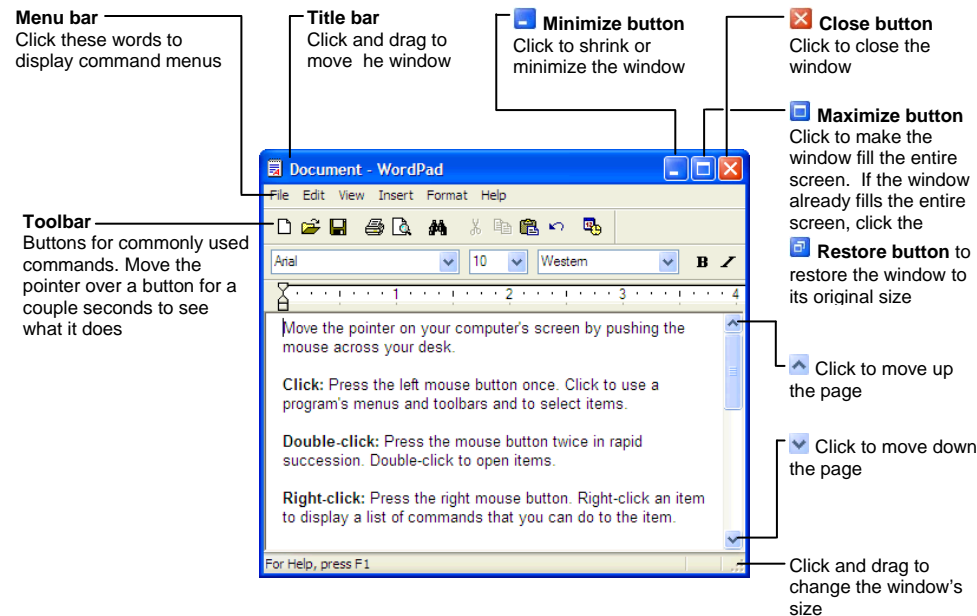 Menu bar
Click these words to
display command menus
Title bar
Click and drag to
move he window
Minimize button
Click to shrink or
minimize the window
Close button
Click to close the
window
Maximize button
Click to make the
window fill the entire
screen. If the window
already fills the entire
screen, click the
Restore button to
restore the window to
its original size
Toolbar
Buttons for commonly used
commands. Move the
pointer over a button for a
couple seconds to see
what it does
Document - WordPad
File Edit View Insert Format Help
Arial 10 Western B I
1 2 3 4
Move the pointer on your computer's screen by pushing the
mouse across your desk.
Click: Press the left mouse button once. Click to use a
program's menus and toolbars and to select items.
Double-click: Press the mouse button twice in rapid
succession. Double-click to open items.
Right-click: Press the right mouse button. Right-click an item
to display a list of commands that you can do to the item.
For Help, press F1
Click to move up
the page
Click to move down
the page
Click and drag to
change the window's
size